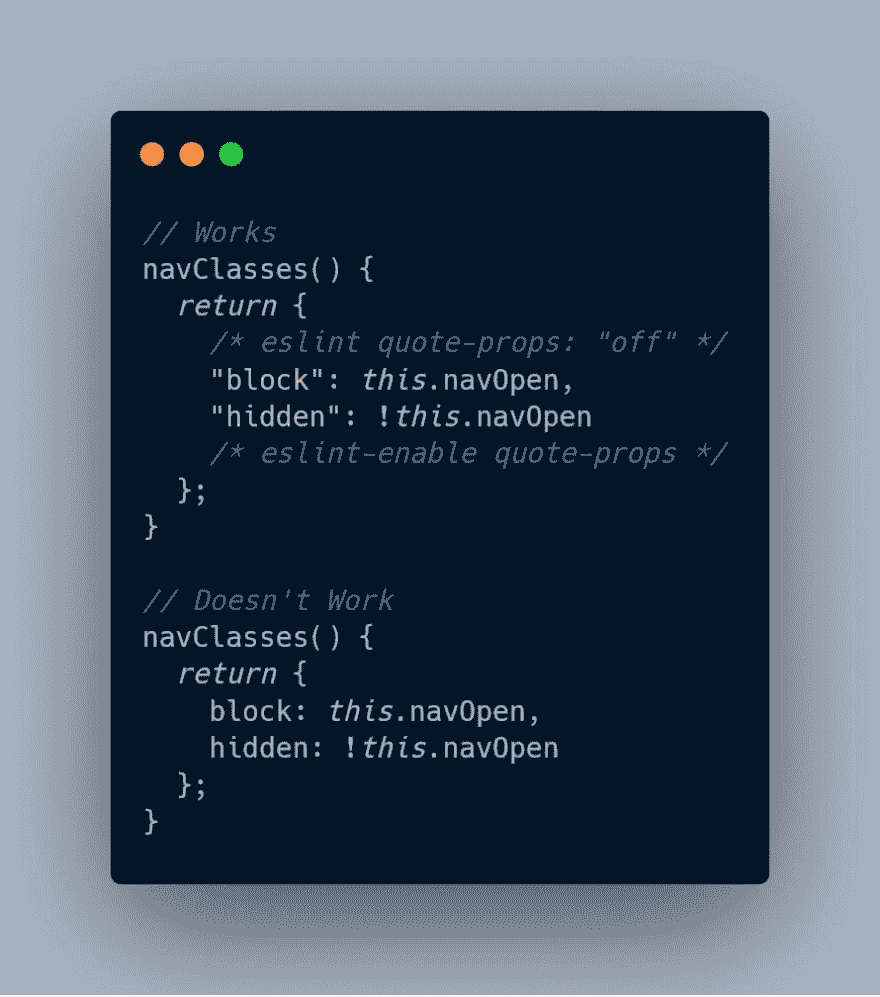 // Works
navClasses() {
  return {
    /* eslint quote-props: "off" */
    "block": this.navOpen,
    "hidden": !this.navOpen
    /* eslint-enable quote-props */
  };
}

// Doesn't Work
navClasses() {
  return {
    block: this.navOpen,
    hidden: !this.navOpen
  };
}